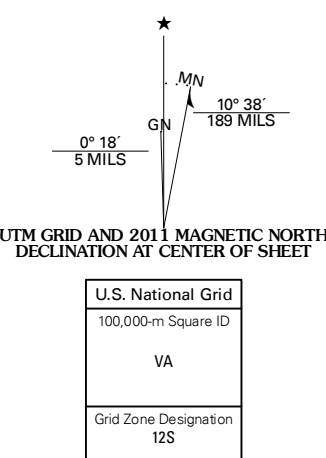 ★
MN
10° 38´
189 MILS
GN
0° 18´
5 MILS
UTM GRID AND 2011 MAGNETIC NORTH
DECLINATION AT CENTER OF SHEET
U.S. National Grid
100,000-m Square ID
VA
Grid Zone Designation
12S